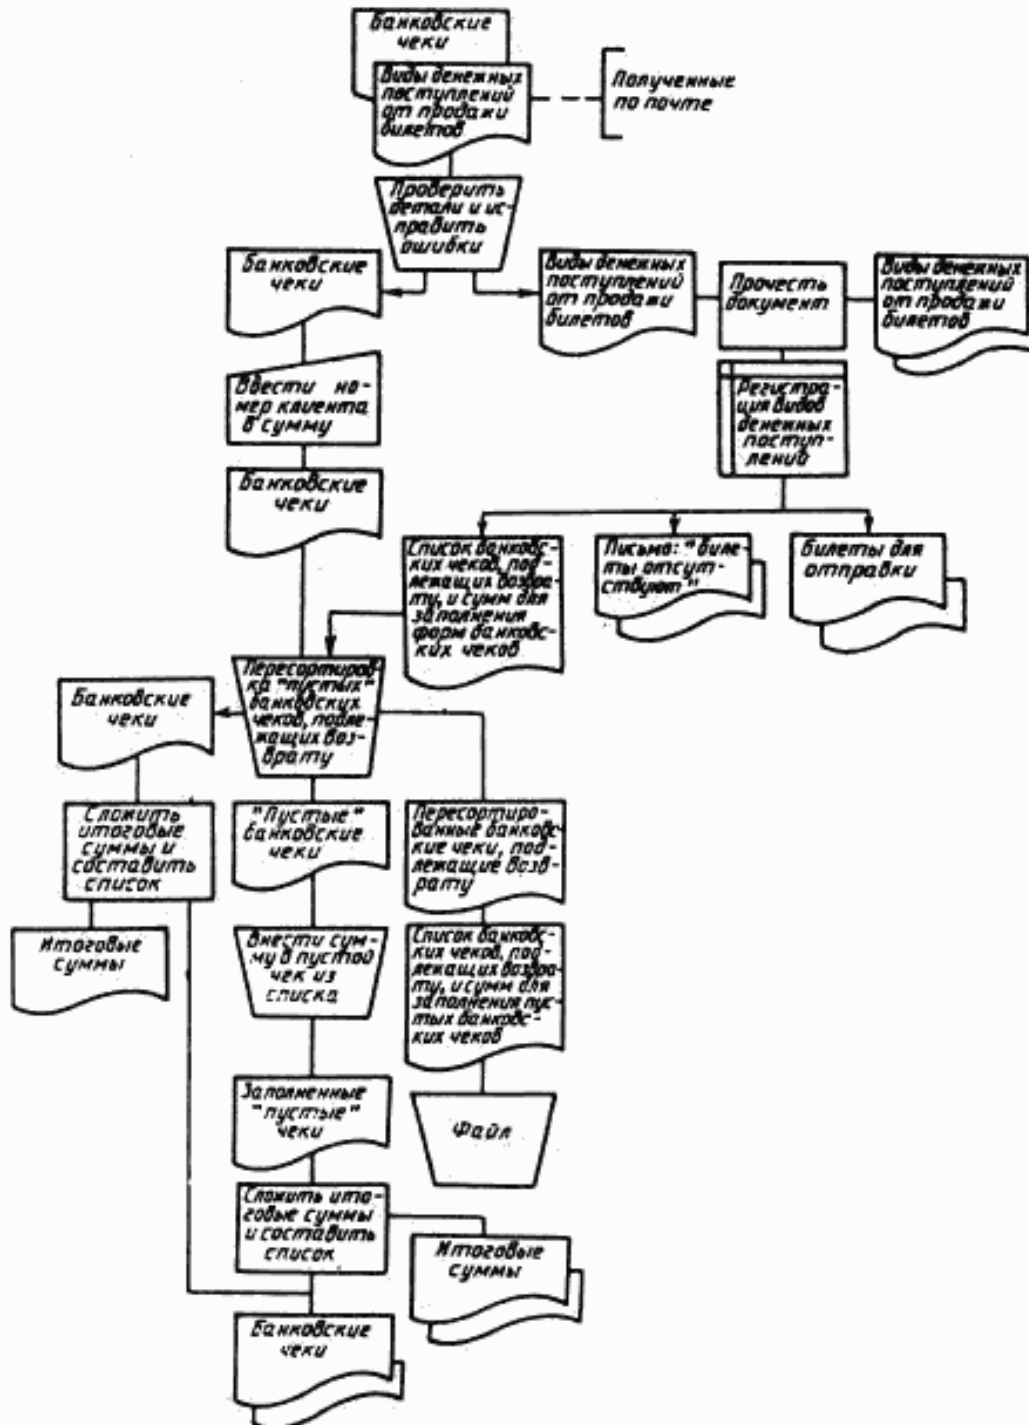 Банковские
чеки
Виды денежных
поступлений
от продажи
билетов
Полученные
по почте
Проверить
детали и ис-
править
ошибки
Банковские
чеки
Виды денежных
поступлений
от продажи
билетов
Прочесть
документ
Виды денежных
поступлений
от продажи
билетов
Ввести но-
мер клиента
в сумму
Регистра-
ция видов
денежных
поступ-
лений
Банковские
чеки
Список банковс-
ких чеков, под-
лежащих возвра-
ту, и сумм для
заполнения
форм банковс-
ких чеков
Письма: "биле-
ты отсут-
ствуют"
Билеты для
отправки
Пересортиров-
ка "пустых"
банковских
чеков, подле-
жащих воз-
врату
Банковские
чеки
Сложить
итоговые
суммы и
составить
список
"Пустые"
банковские
чеки
Пересортиро-
ванные банковс-
кие чеки, под-
лежащие возв-
рату
Итоговые
суммы
Внести сум-
му в пустой
чек из
списка
Список банковс-
ких чеков, под-
лежащих возвра-
ту, и сумм для
заполнения пус-
тых банковс-
ких чеков
Заполненные
"пустые"
чеки
Файл
Сложить ито-
говые суммы
и составить
список
Итоговые
суммы
Банковские
чеки